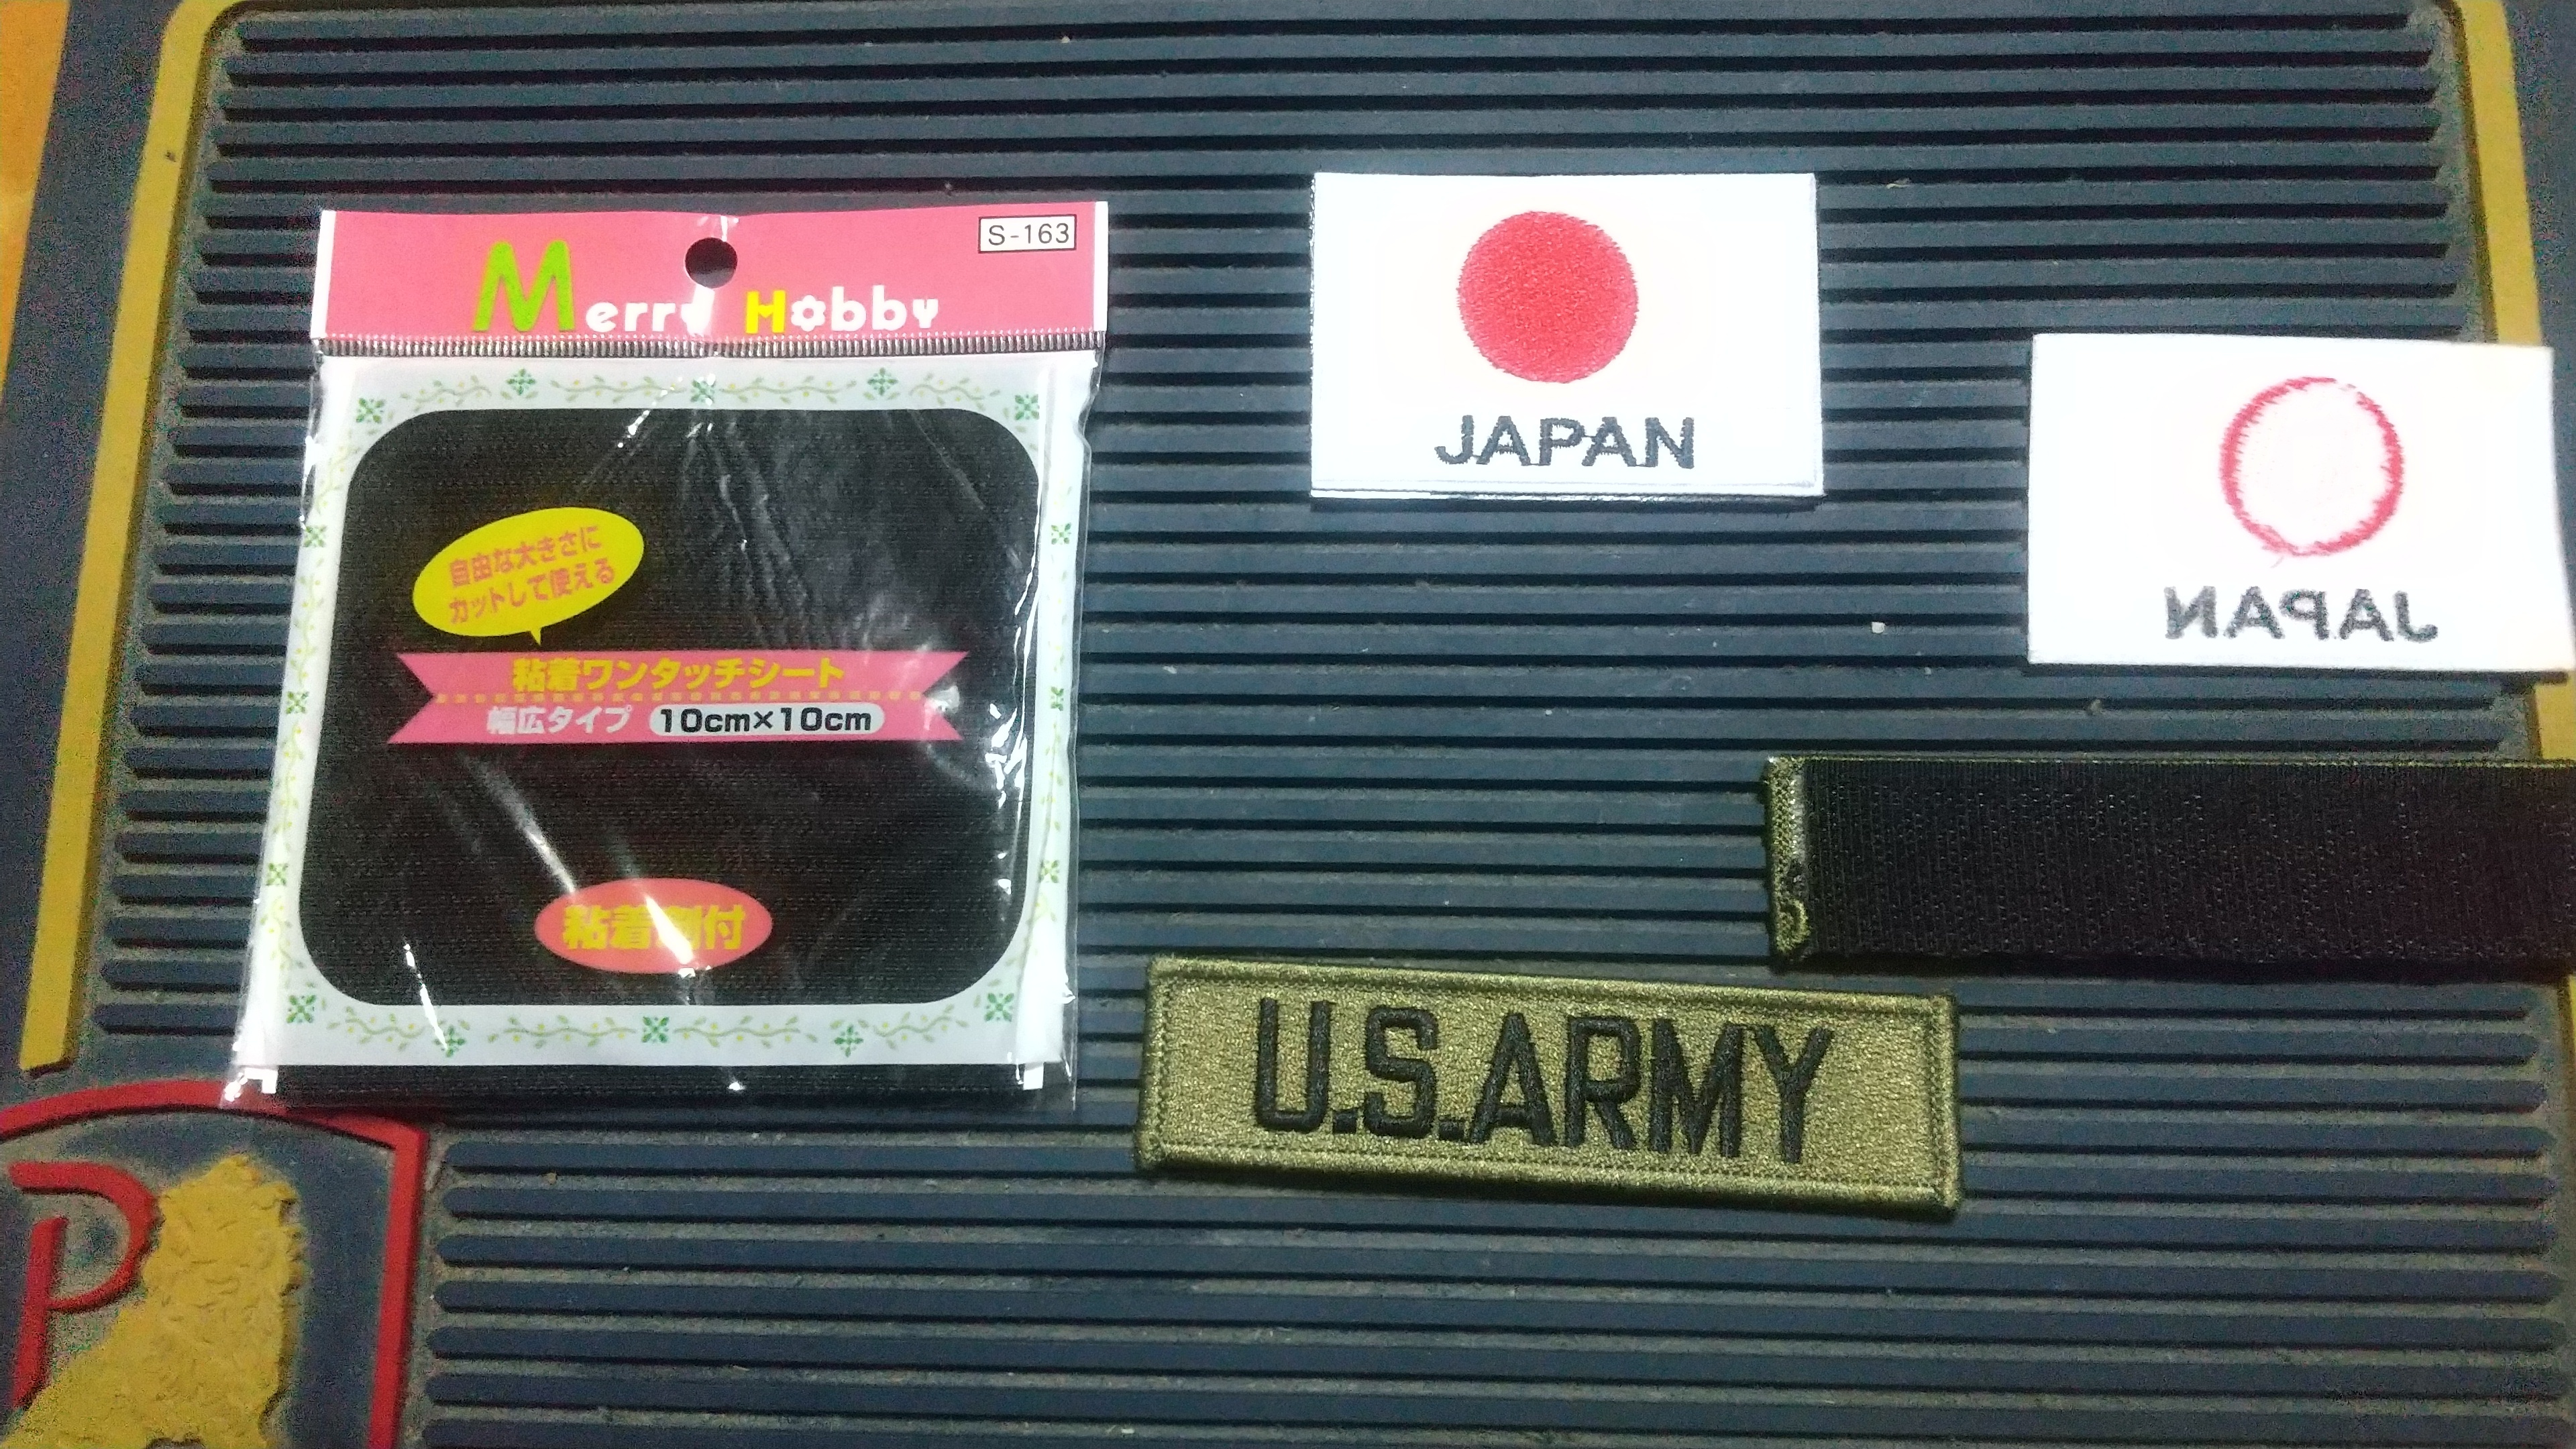 S-163
Merry Hobby
自由な大きさに
カットして使える
粘着ワンタッチシート
幅広タイプ 10cm×10cm
粘着剤付
JAPAN
JAPAN
U.S.ARMY
P